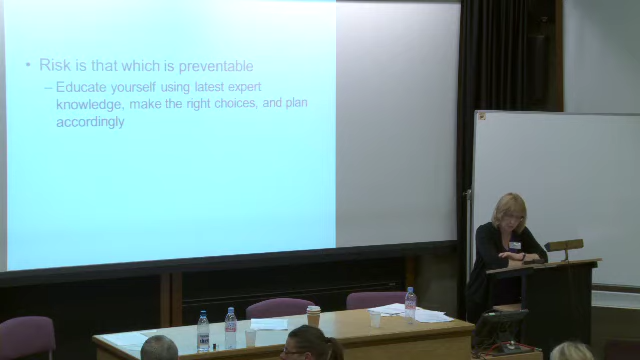 • Risk is that which is preventable
– Educate yourself using latest expert
knowledge, make the right choices, and plan
accordingly